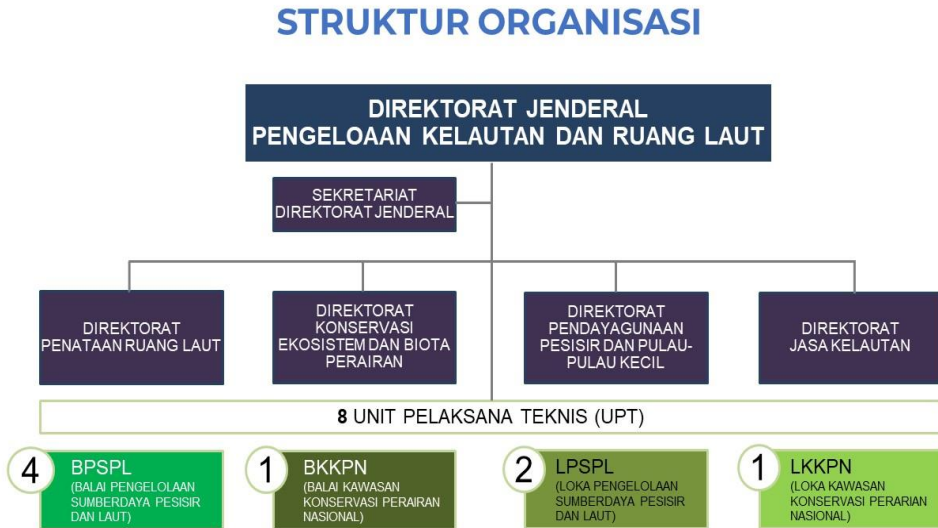 STRUKTUR ORGANISASI
DIREKTORAT JENDERAL
PENGELOAAN KELAUTAN DAN RUANG LAUT
SEKRETARIAT
DIREKTORAT JENDERAL
DIREKTORAT
PENATAAN RUANG LAUT
DIREKTORAT
KONSERVASI
EKOSISTEM DAN BIOTA
PERAIRAN
DIREKTORAT
PENDAYAGUNAAN
PESISIR DAN PULAU-
PULAU KECIL
DIREKTORAT
JASA KELAUTAN
8 UNIT PELAKSANA TEKNIS (UPT)
4
BPSPL
(BALAI PENGELOLAAN
SUMBERDAYA PESISIR
DAN LAUT)
1
BKKPN
(BALAI KAWASAN
KONSERVASI PERAIRAN
NASIONAL)
2
LPSPL
(LOKA PENGELOLAAN
SUMBERDAYA PESISIR
DAN LAUT)
1
LKKPN
(LOKA KAWASAN
KONSERVASI PERARIAN
NASIONAL)